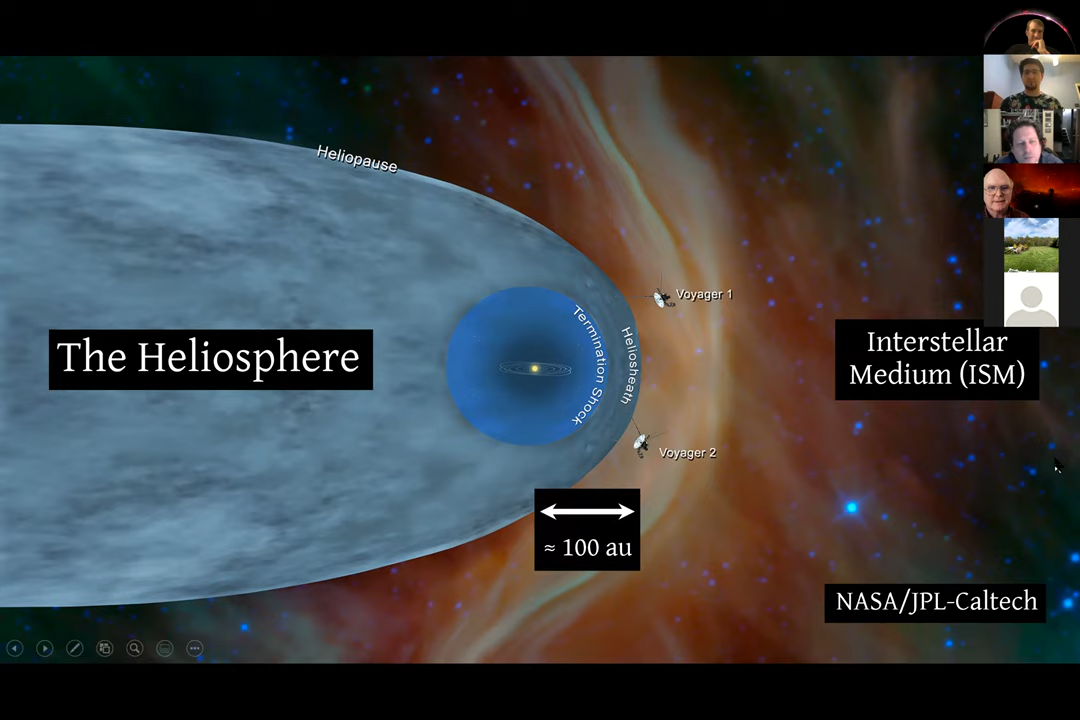 Heliopause
Voyager 1
Termination Shock
Heliosheath
The Heliosphere
Interstellar
Medium (ISM)
Voyager 2
≈ 100 au
NASA/JPL-Caltech